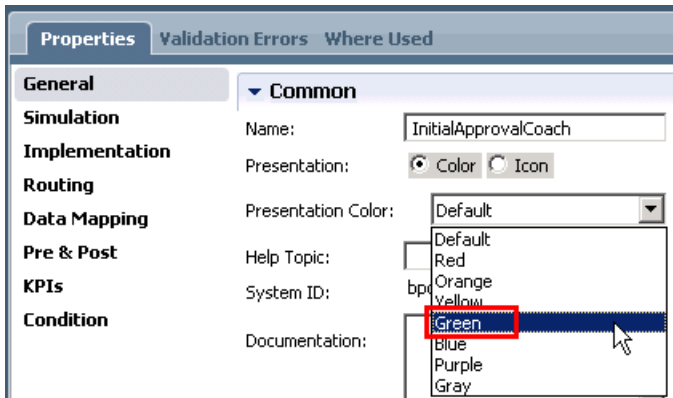 Properties Validation Errors Where Used
General
Simulation
Implementation
Routing
Data Mapping
Pre & Post
KPIs
Condition
Common
Name: InitialApprovalCoach
Presentation: Color Icon
Presentation Color: Default
Default
Red
Orange
Yellow
Green
Blue
Purple
Gray
Help Topic:
System ID:
Documentation: